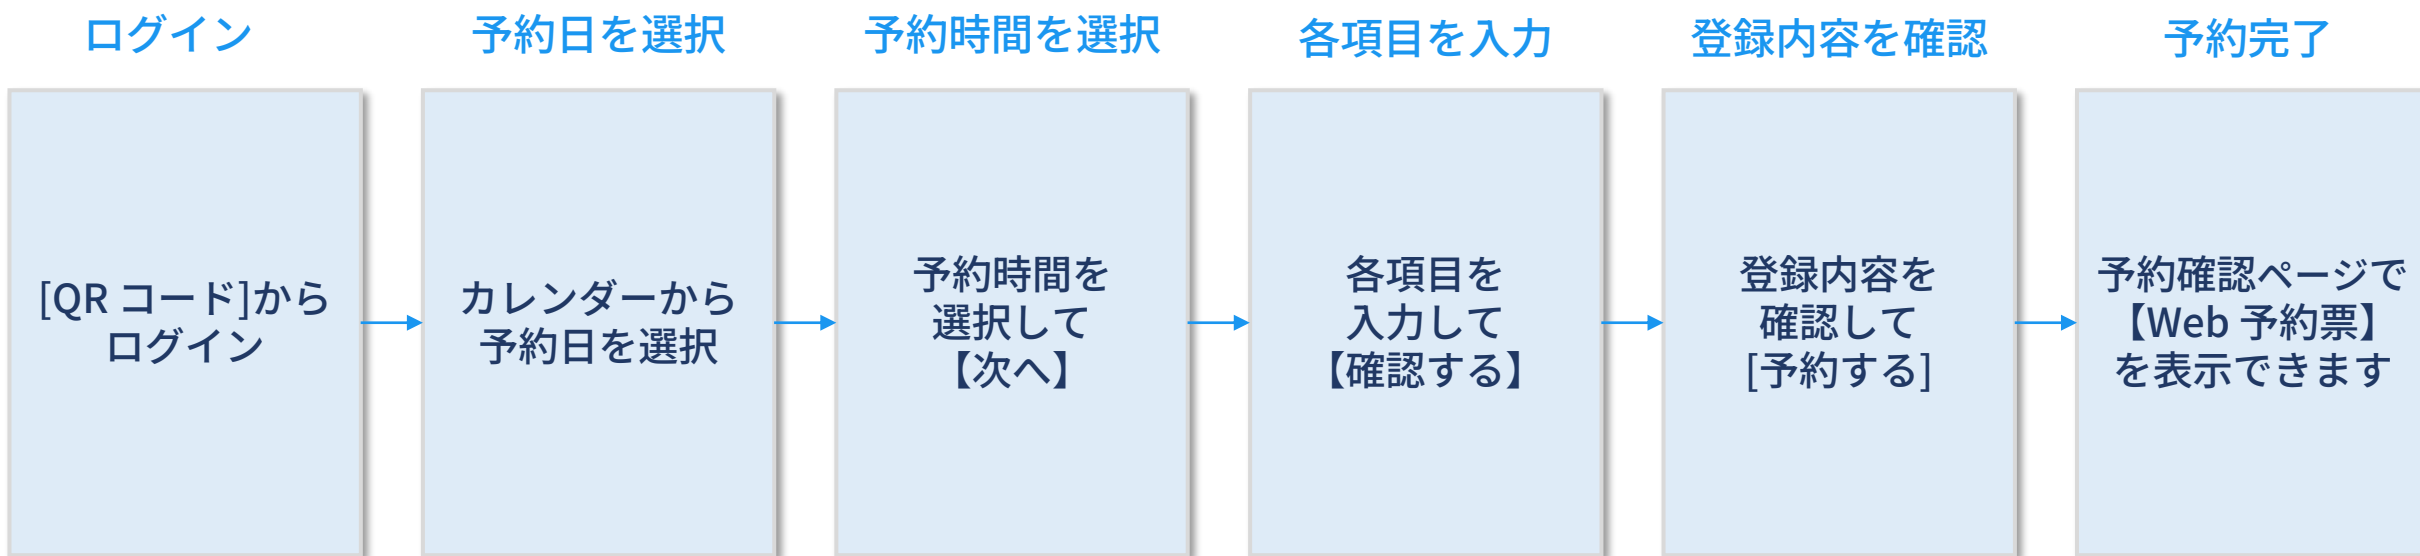 ログイン
[QR コード]から
ログイン
予約日を選択
カレンダーから
予約日を選択
予約時間を選択
予約時間を
選択して
【次へ】
各項目を入力
各項目を
入力して
【確認する】
登録内容を確認
登録内容を
確認して
[予約する]
予約完了
予約確認ページで
【Web 予約票】
を表示できます